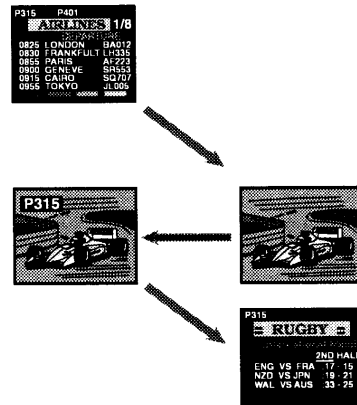 P315 P401
AIRLINES 1/8
DEPARTURE
0825 LONDON BA012
0830 FRANKFULT LH335
0855 PARIS AF223
0900 GENEVE SR553
0915 CAIRO SQ707
0955 TOKYO JL005
P315
P315
= RUGBY =
2ND HALF
ENG VS FRA 17 - 15
NZD VS JPN 19 - 21
WAL VS AUS 33 - 25